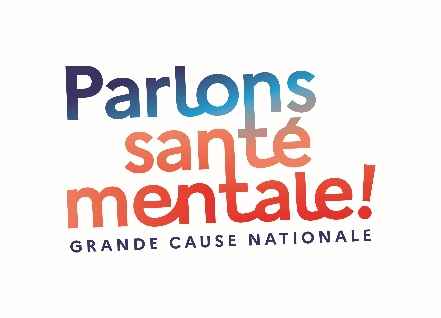 Parlons
santé
mentale!
GRANDE CAUSE NATIONALE